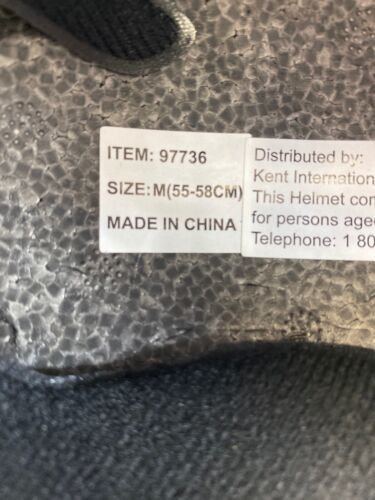 ITEM: 97736
SIZE: M(55-58CM)
MADE IN CHINA
Distributed by:
Kent Internation
This Helmet com
for persons aged
Telephone: 1 80